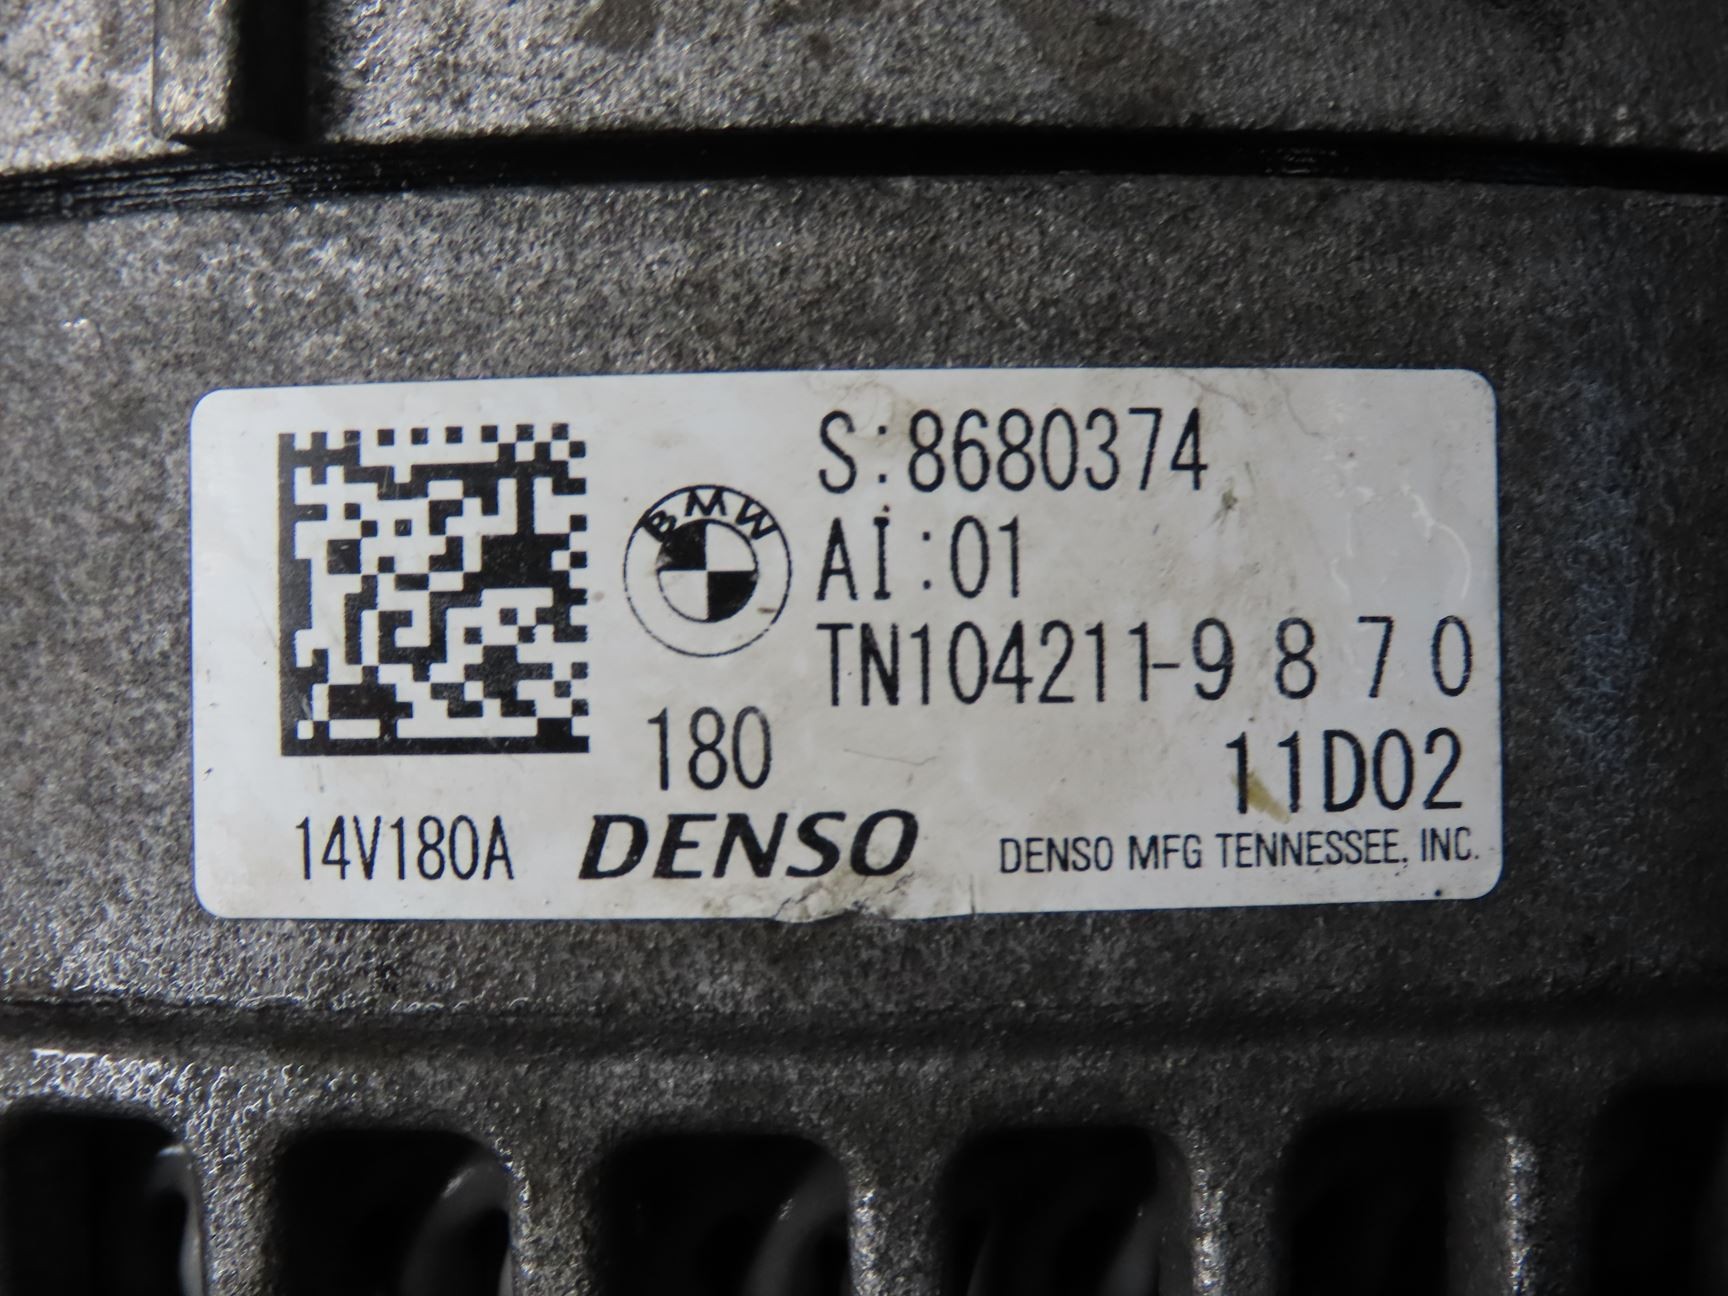 S:8680374
BMW
AI:01
TN104211-9870
180
11D02
14V180A
DENSO
DENSO MFG TENNESSEE, INC.